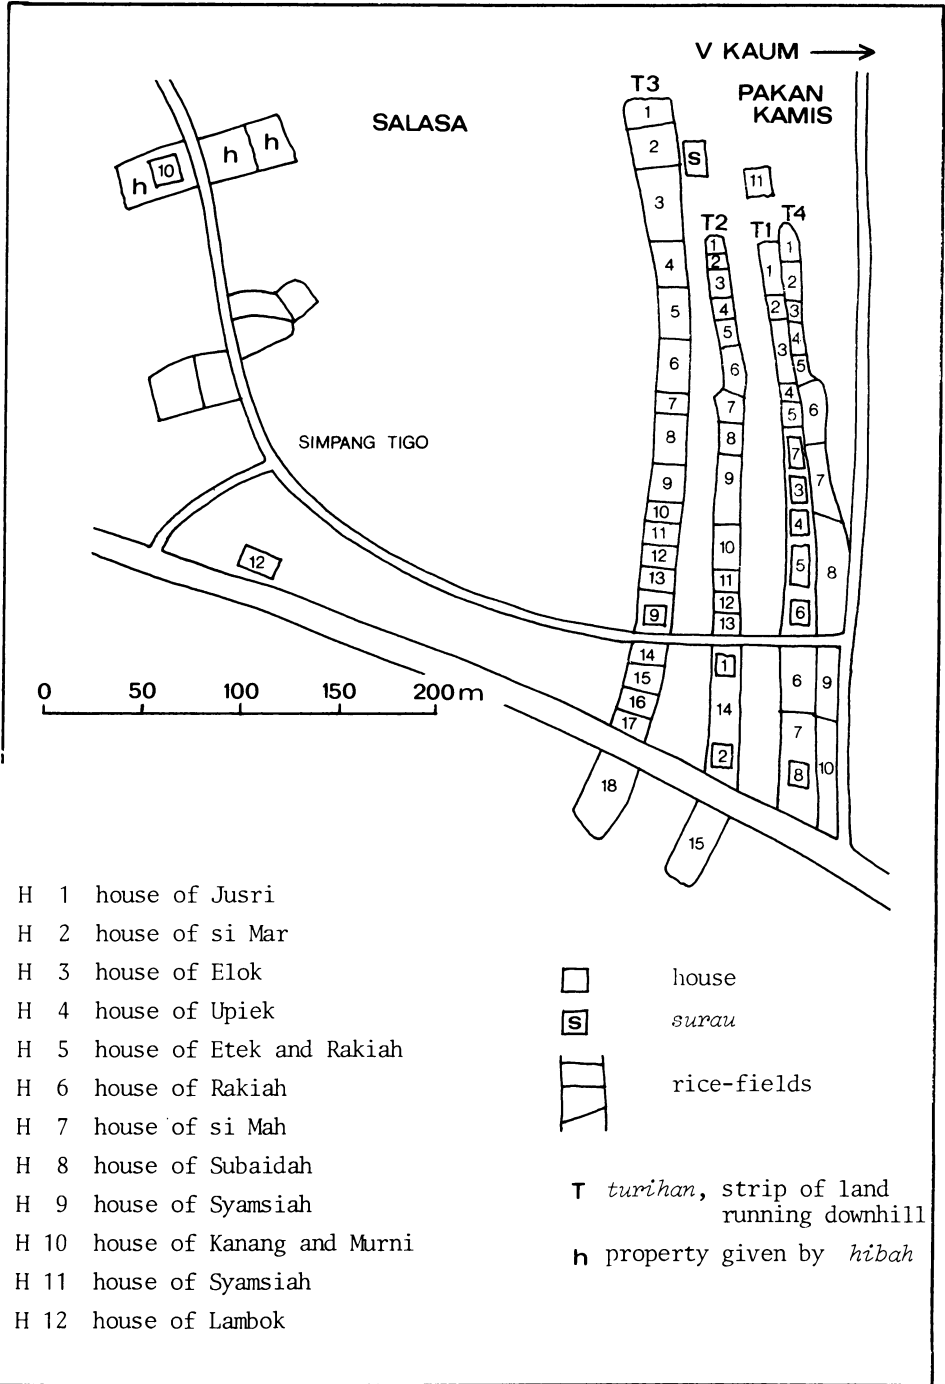 V KAUM
PAKAN
KAMIS
SALASA
T3
1
2
3
4
5
6
7
8
9
10
11
12
13
9
14
15
16
17
18
S
11
T2
1
2
3
4
5
6
7
8
9
10
11
12
13
1
14
2
15
T1
1
2
3
4
5
7
3
4
5
6
6
7
8
T4
1
2
3
4
5
6
7
8
9
10
h
10
h
h
SIMPANG TIGO
12
0 50 100 150 200 m
H 1 house of Jusri
H 2 house of si Mar
H 3 house of Elok
H 4 house of Upiek
H 5 house of Etek and Rakiah
H 6 house of Rakiah
H 7 house of si Mah
H 8 house of Subaidah
H 9 house of Syamsiah
H 10 house of Kanang and Murni
H 11 house of Syamsiah
H 12 house of Lambok
house
S surau
rice-fields
T turihan, strip of land
running downhill
h property given by hibah